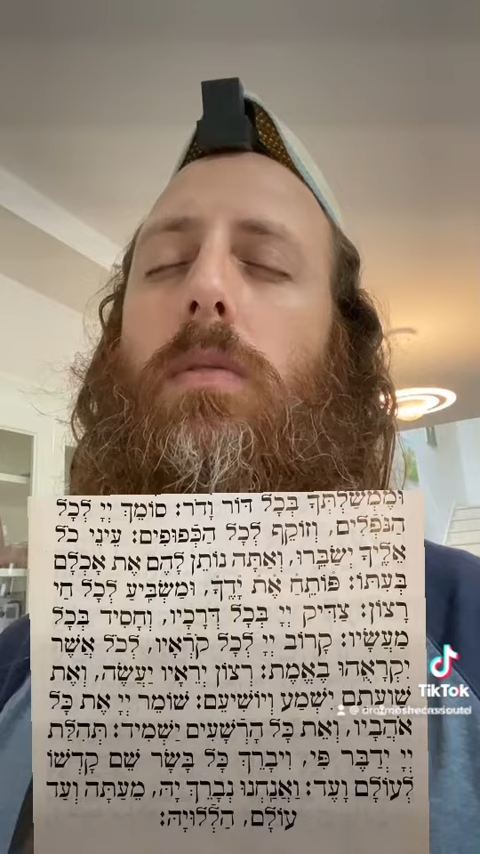 וּמֶמְשַׁלְתְּךָ בְּכָל דּוֹר וָדֹר: סוֹמֵךְ יְיָ לְכָל
הַנֹּפְלִים, וְזוֹקֵף לְכָל הַכְּפוּפִים: עֵינֵי כֹל
אֵלֶיךָ יְשַׂבֵּרוּ, וְאַתָּה נוֹתֵן לָהֶם אֶת אָכְלָם
בְּעִתּוֹ: פּוֹתֵחַ אֶת יָדֶךָ, וּמַשְׂבִּיעַ לְכָל חַי
רָצוֹן: צַדִּיק יְיָ בְּכָל דְּרָכָיו, וְחָסִיד בְּכָל
מַעֲשָׂיו: קָרוֹב יְיָ לְכָל קֹרְאָיו, לְכֹל אֲשֶׁר
יִקְרָאֻהוּ בֶאֱמֶת: רְצוֹן יְרֵאָיו יַעֲשֶׂה, וְאֶת
שַׁוְעָתָם יִשְׁמַע וְיוֹשִׁיעֵם: שׁוֹמֵר יְיָ אֶת כָּל
אֹהֲבָיו, וְאֵת כָּל הָרְשָׁעִים יַשְׁמִיד: תְּהִלַּת
יְיָ יְדַבֶּר פִּי, וִיבָרֵךְ כָּל בָּשָׂר שֵׁם קָדְשׁוֹ
לְעוֹלָם וָעֶד: וַאֲנַחְנוּ נְבָרֵךְ יָהּ, מֵעַתָּה וְעַד
עוֹלָם, הַלְלוּיָהּ:
TikTok